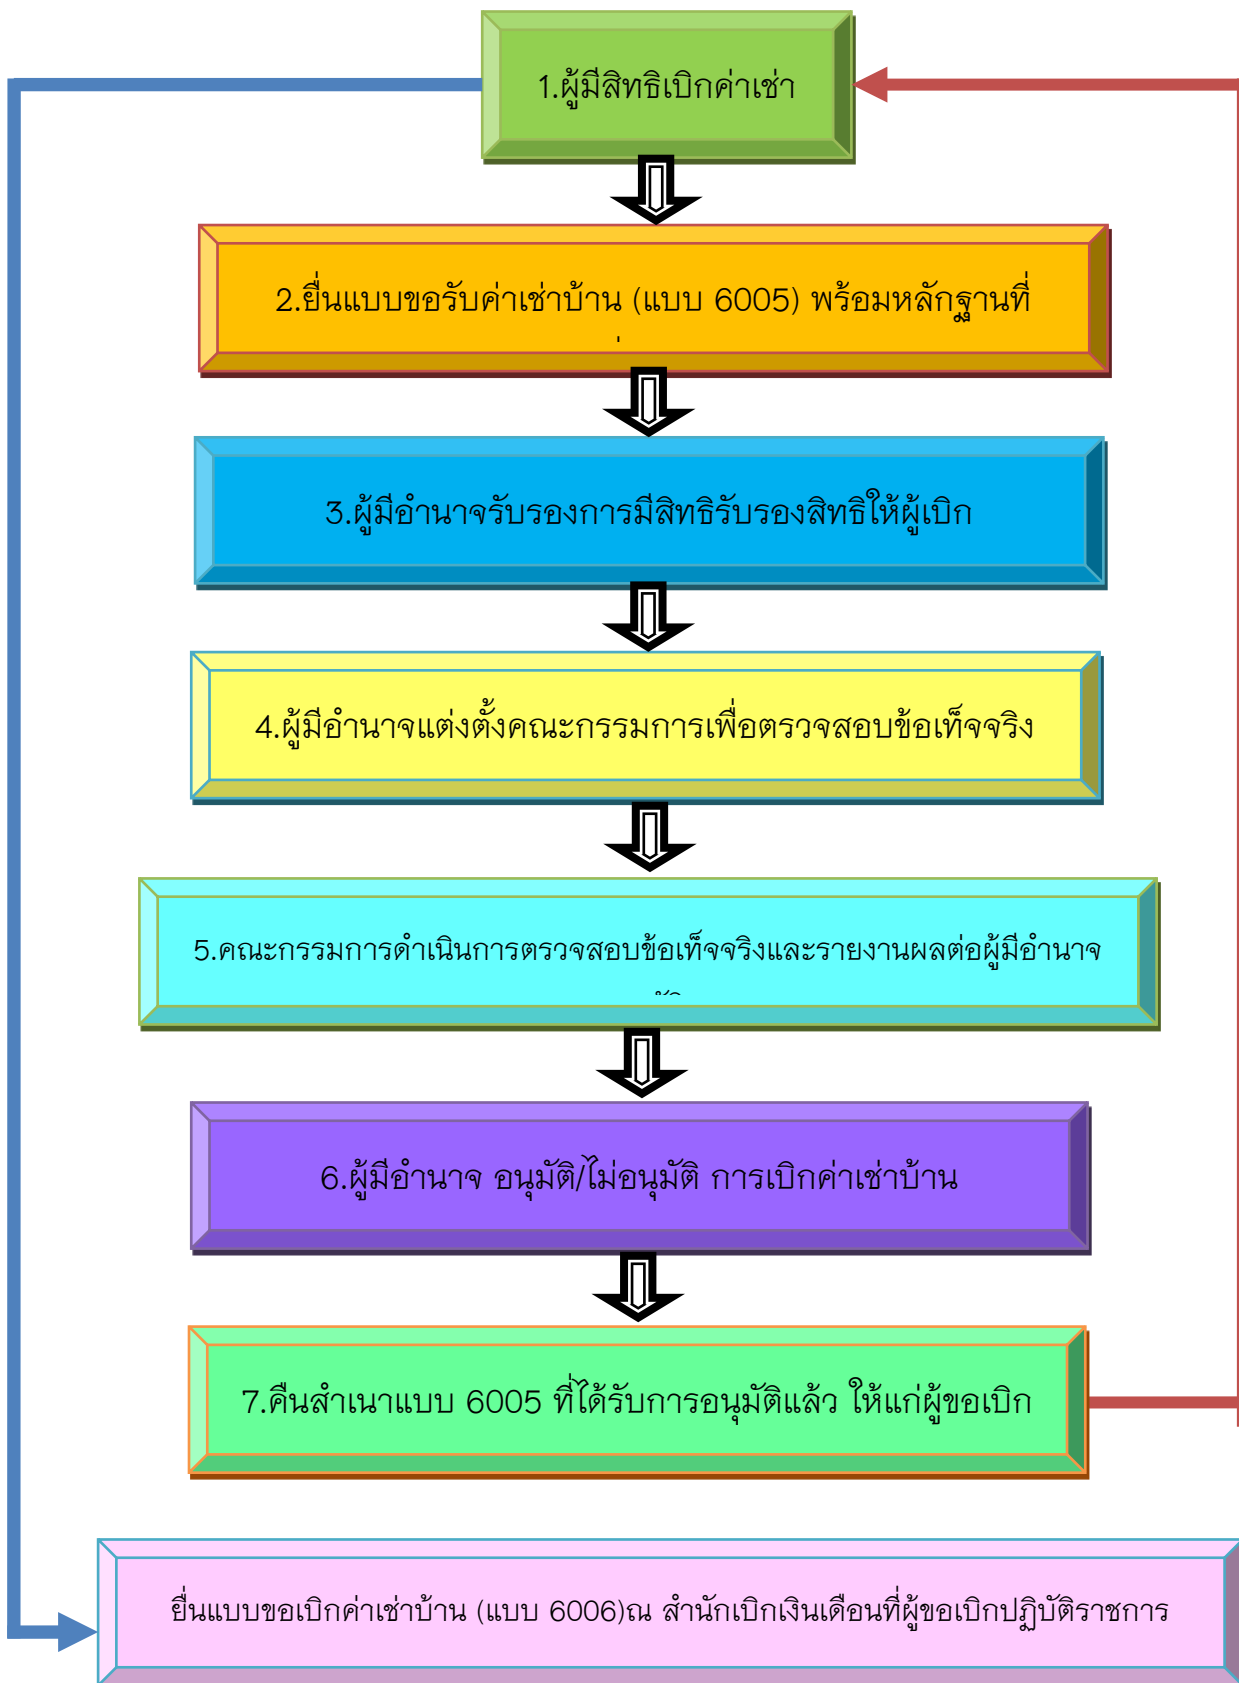 1.ผู้มีสิทธิเบิกค่าเช่า
2.ยื่นแบบขอรับค่าเช่าบ้าน (แบบ 6005) พร้อมหลักฐานที่
3.ผู้มีอำนาจรับรองการมีสิทธิรับรองสิทธิให้ผู้เบิก
4.ผู้มีอำนาจแต่งตั้งคณะกรรมการเพื่อตรวจสอบข้อเท็จจริง
5.คณะกรรมการดำเนินการตรวจสอบข้อเท็จจริงและรายงานผลต่อผู้มีอำนาจ
6.ผู้มีอำนาจ อนุมัติ/ไม่อนุมัติ การเบิกค่าเช่าบ้าน
7.คืนสำเนาแบบ 6005 ที่ได้รับการอนุมัติแล้ว ให้แก่ผู้ขอเบิก
ยื่นแบบขอเบิกค่าเช่าบ้าน (แบบ 6006)ณ สำนักเบิกเงินเดือนที่ผู้ขอเบิกปฏิบัติราชการ